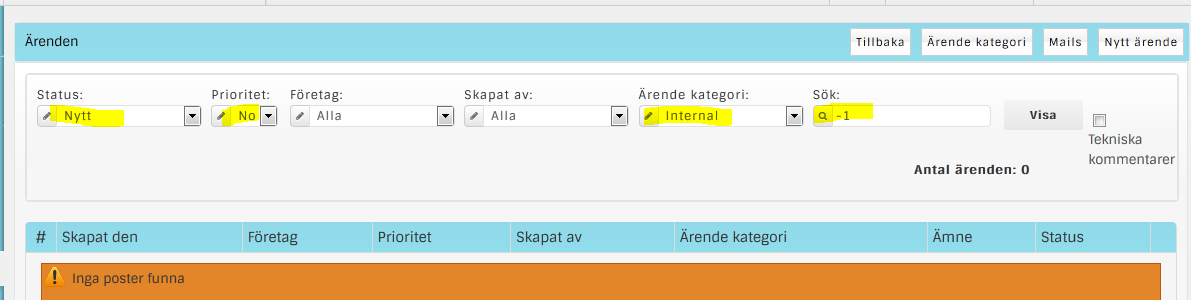 Ärenden Tillbaka Ärende kategori Mails Nytt ärende
Status: Prioritet: Företag: Skapat av: Ärende kategori: Sök:
Nytt No Alla Alla Internal -1 Visa
Tekniska
kommentarer
Antal ärenden: 0
# Skapat den Företag Prioritet Skapat av Ärende kategori Ämne Status
Inga poster funna